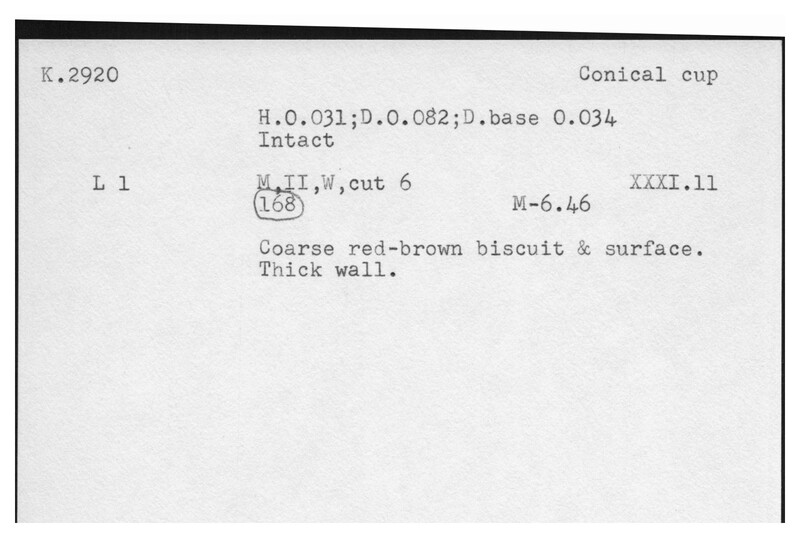 K.2920 Conical cup
H.0.031;D.0.082;D.base 0.034
Intact
L 1 M,II,W,cut 6 XXXI.11
168 M-6.46
Coarse red-brown biscuit & surface.
Thick wall.